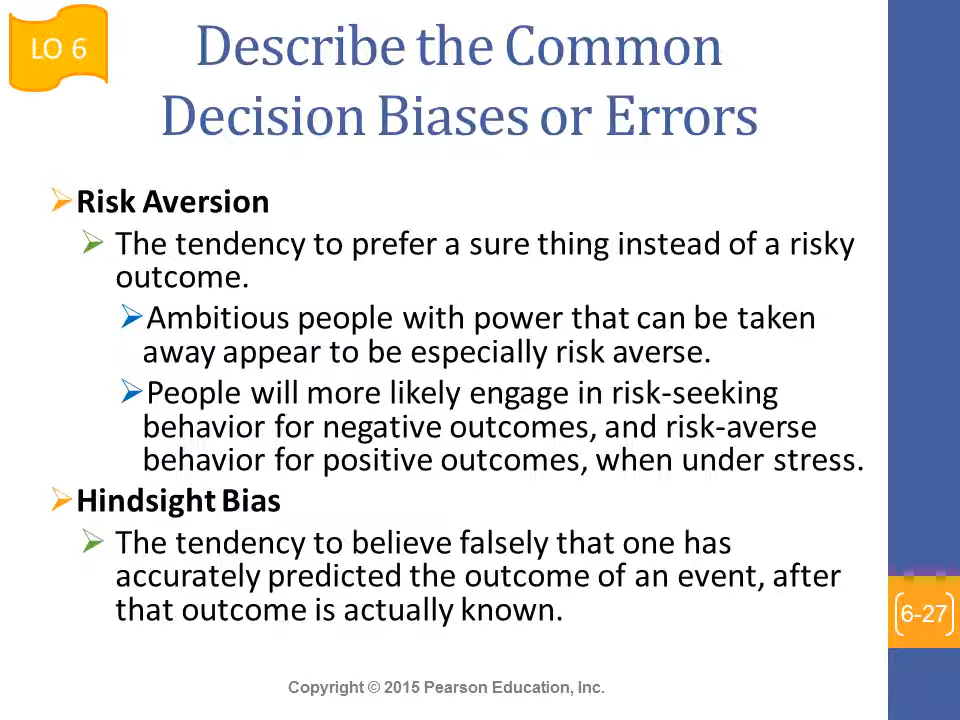 LO 6
Describe the Common
Decision Biases or Errors
Risk Aversion
The tendency to prefer a sure thing instead of a risky
outcome.
Ambitious people with power that can be taken
away appear to be especially risk averse.
People will more likely engage in risk-seeking
behavior for negative outcomes, and risk-averse
behavior for positive outcomes, when under stress.
Hindsight Bias
The tendency to believe falsely that one has
accurately predicted the outcome of an event, after
that outcome is actually known.
6-27
Copyright © 2015 Pearson Education, Inc.